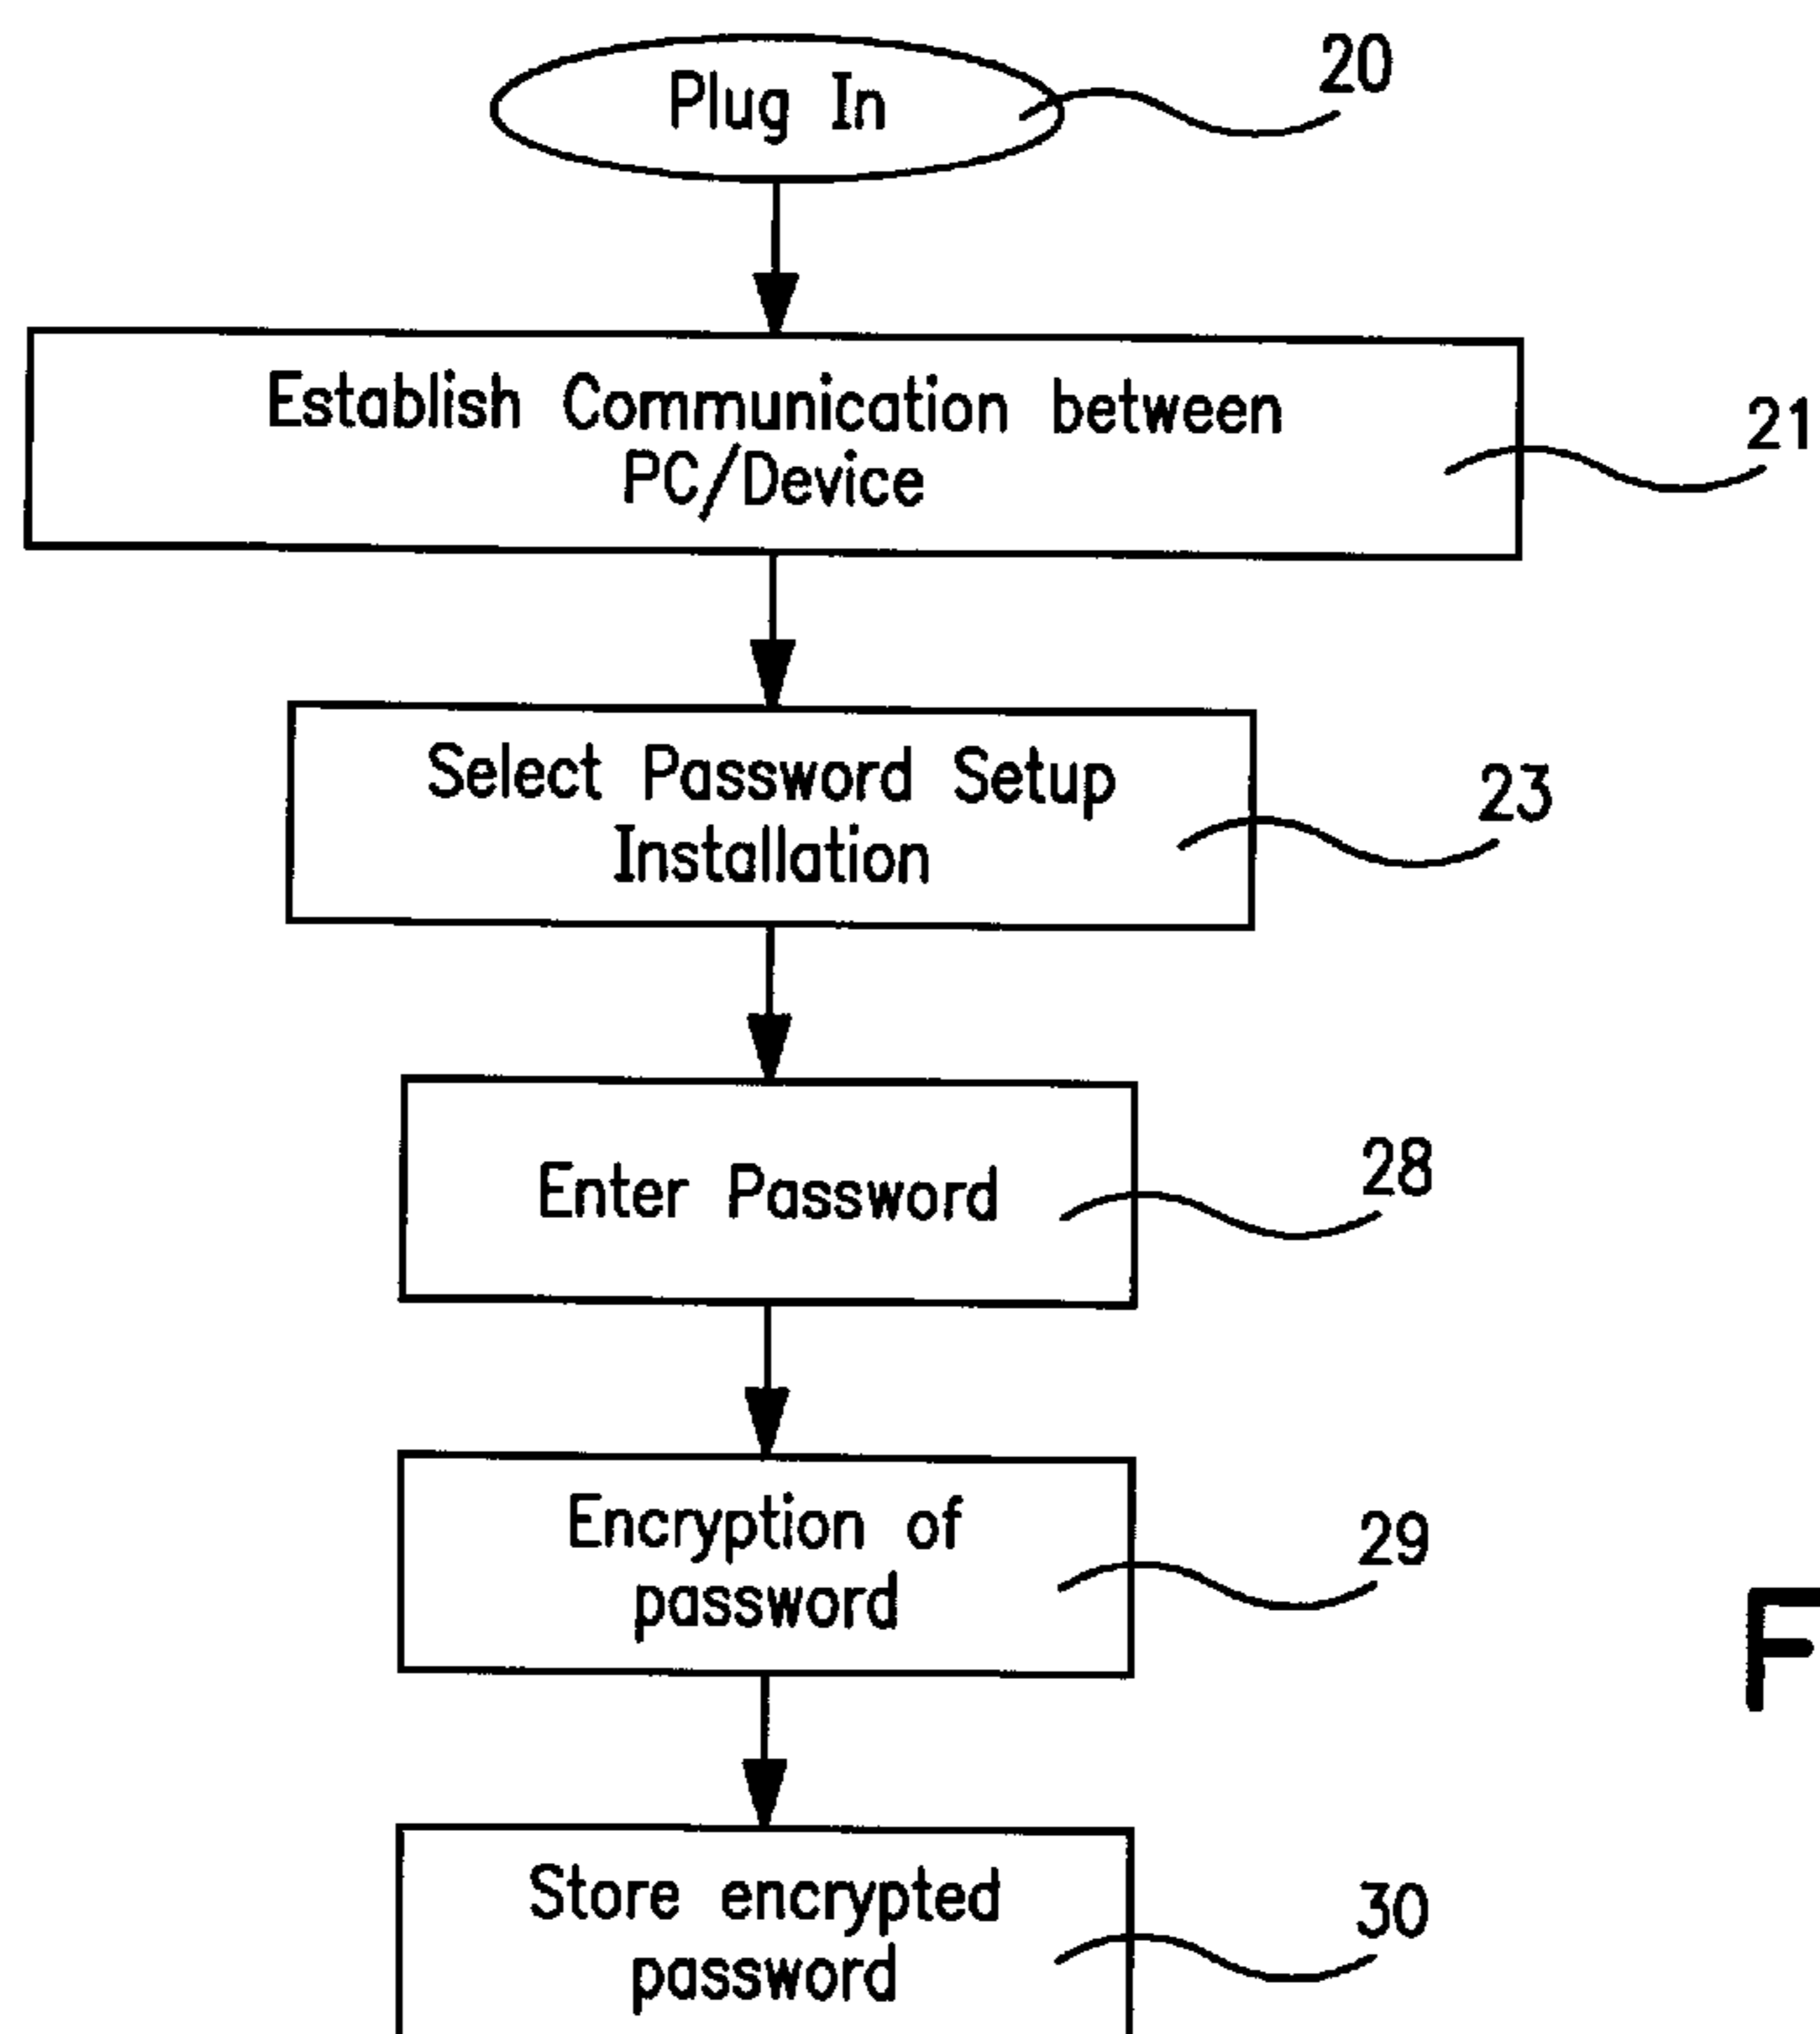 Plug In
20
Establish Communication between
PC/Device
21
Select Password Setup
Installation
23
Enter Password
28
Encryption of
password
29
F
Store encrypted
password
30